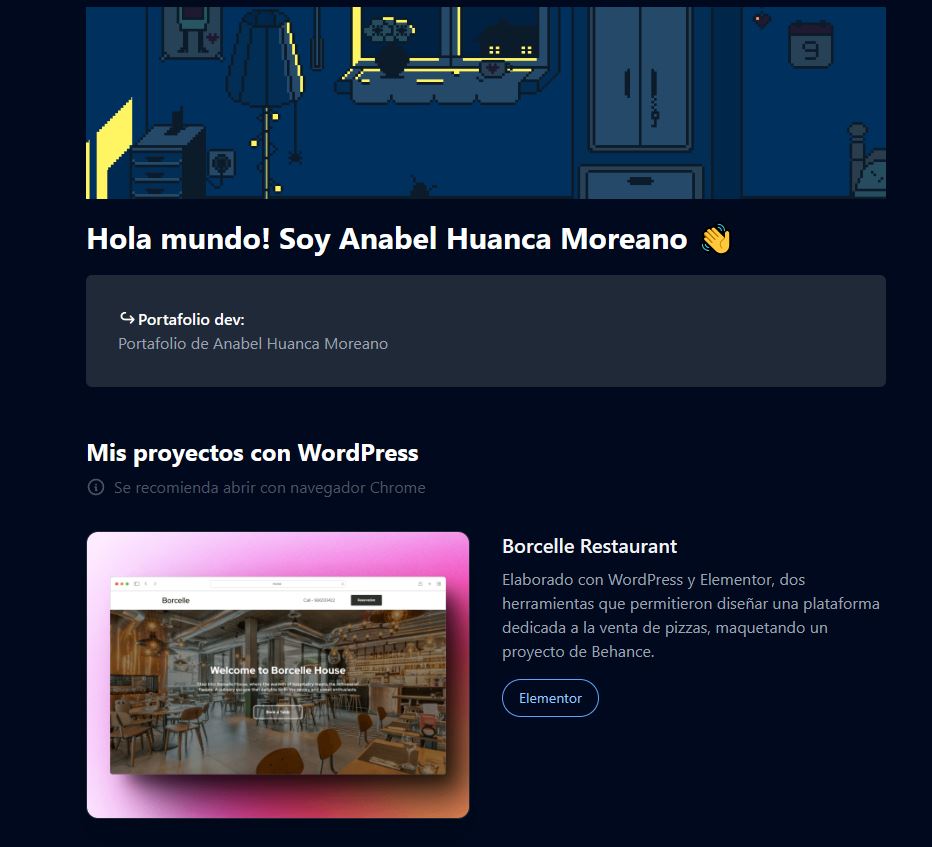 9
Hola mundo! Soy Anabel Huanca Moreano 👋
↪ Portafolio dev:
Portafolio de Anabel Huanca Moreano
Mis proyectos con WordPress
Se recomienda abrir con navegador Chrome
Borcelle
Welcome to Borcelle House
Book a Table
Borcelle Restaurant
Elaborado con WordPress y Elementor, dos
herramientas que permitieron diseñar una plataforma
dedicada a la venta de pizzas, maquetando un
proyecto de Behance.
Elementor